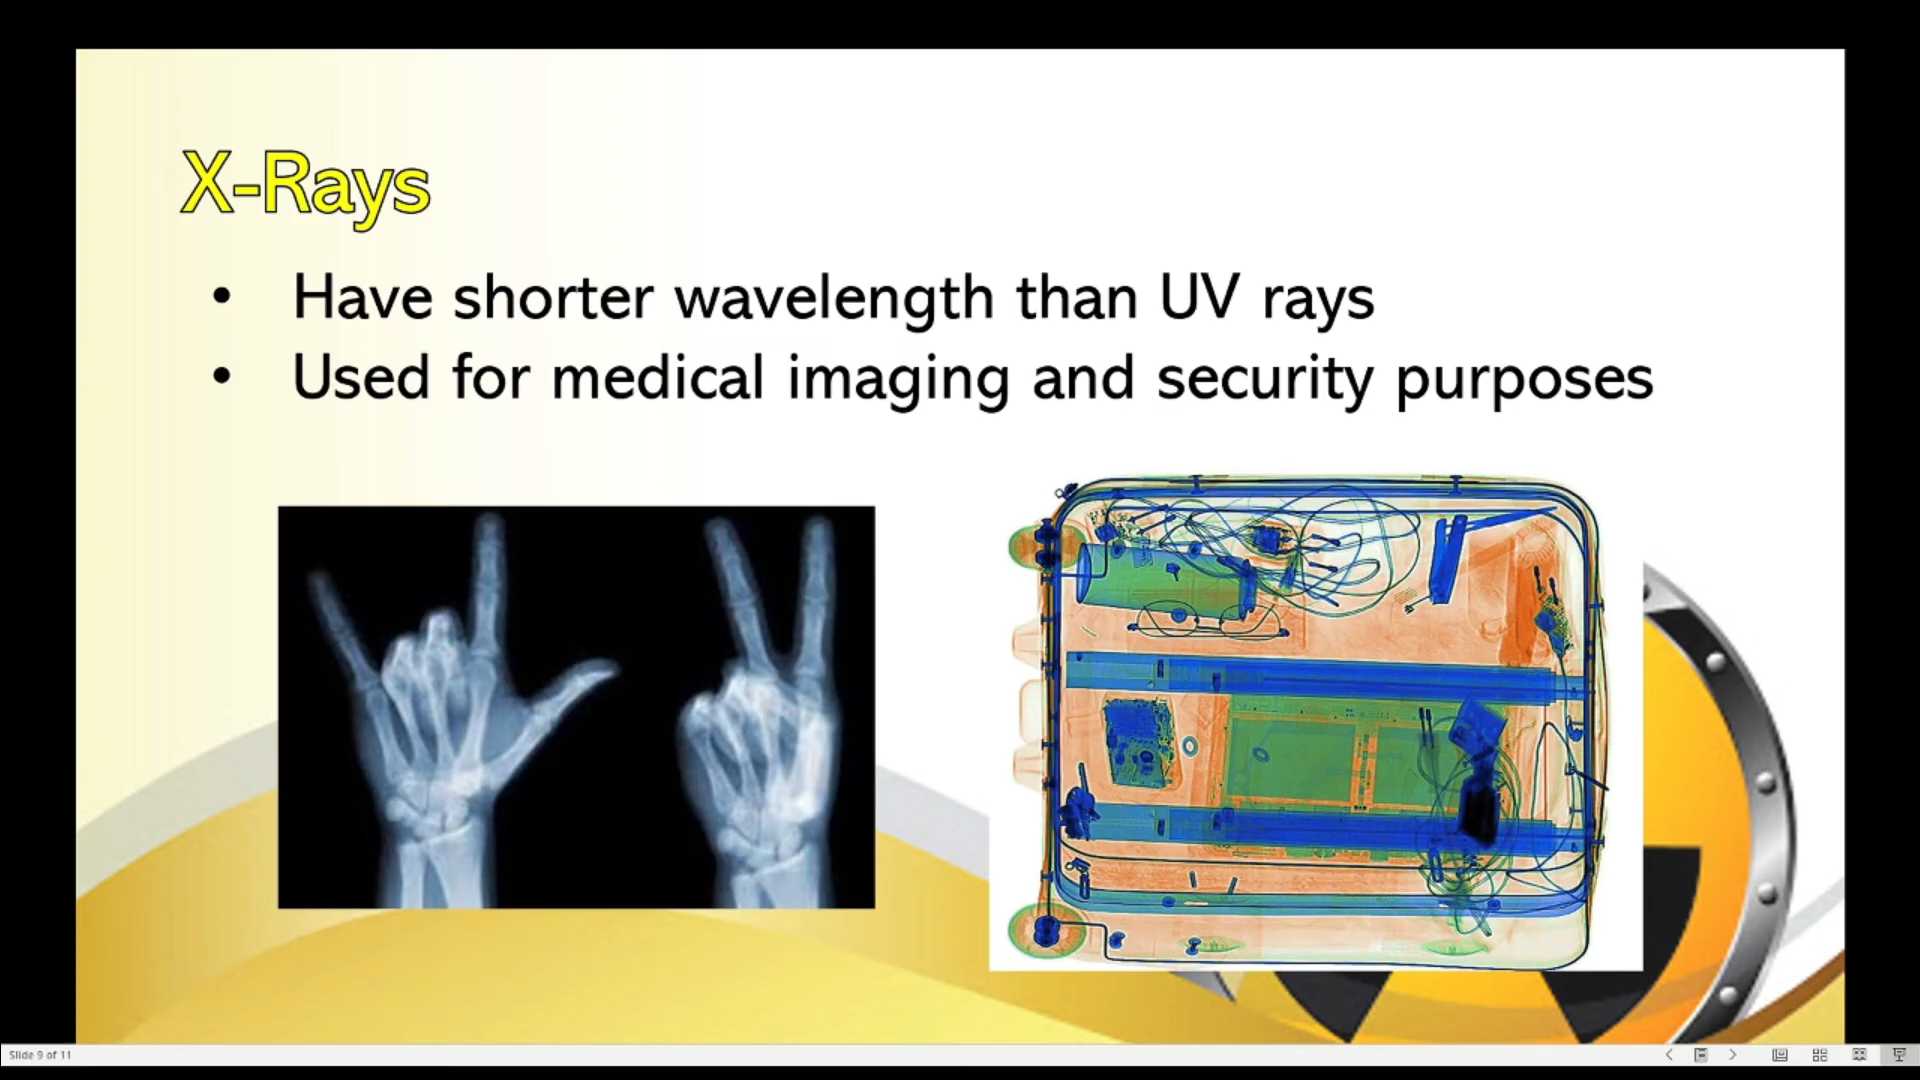 X-Rays
• Have shorter wavelength than UV rays
• Used for medical imaging and security purposes
Slide 9 of 11